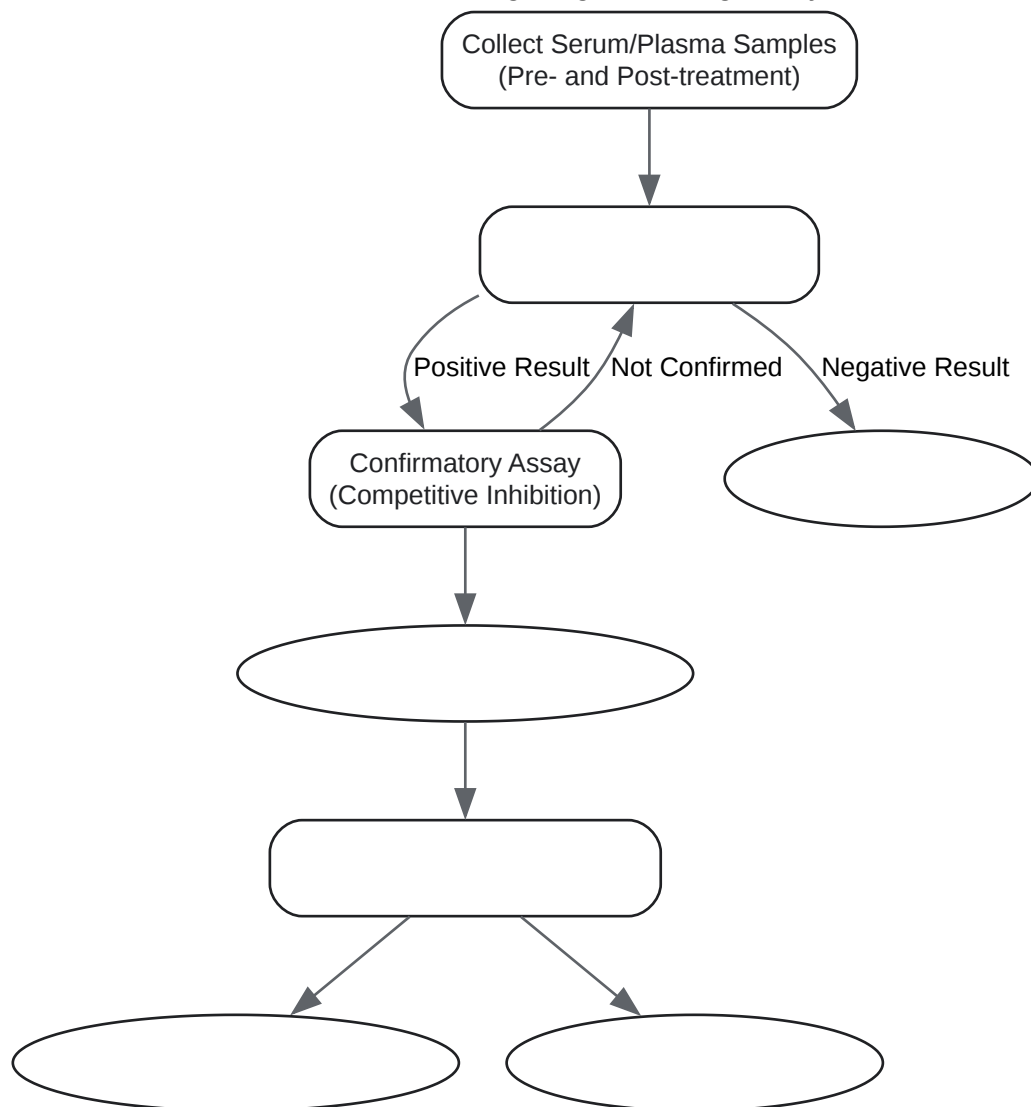 Collect Serum/Plasma Samples
(Pre- and Post-treatment)
Positive Result
Not Confirmed
Negative Result
Confirmatory Assay
(Competitive Inhibition)